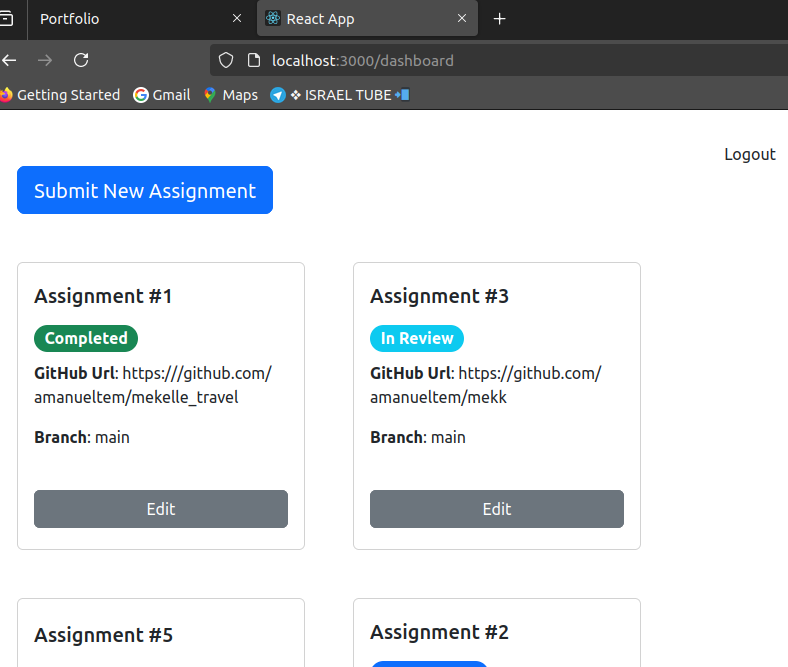 Portfolio
React App
localhost:3000/dashboard
Getting Started
Gmail
Maps
❖ ISRAEL TUBE
Logout
Submit New Assignment
Assignment #1
Completed
GitHub Url: https:///github.com/
amanueltem/mekelle_travel
Branch: main
Edit
Assignment #3
In Review
GitHub Url: https://github.com/
amanueltem/mekk
Branch: main
Edit
Assignment #5
Assignment #2